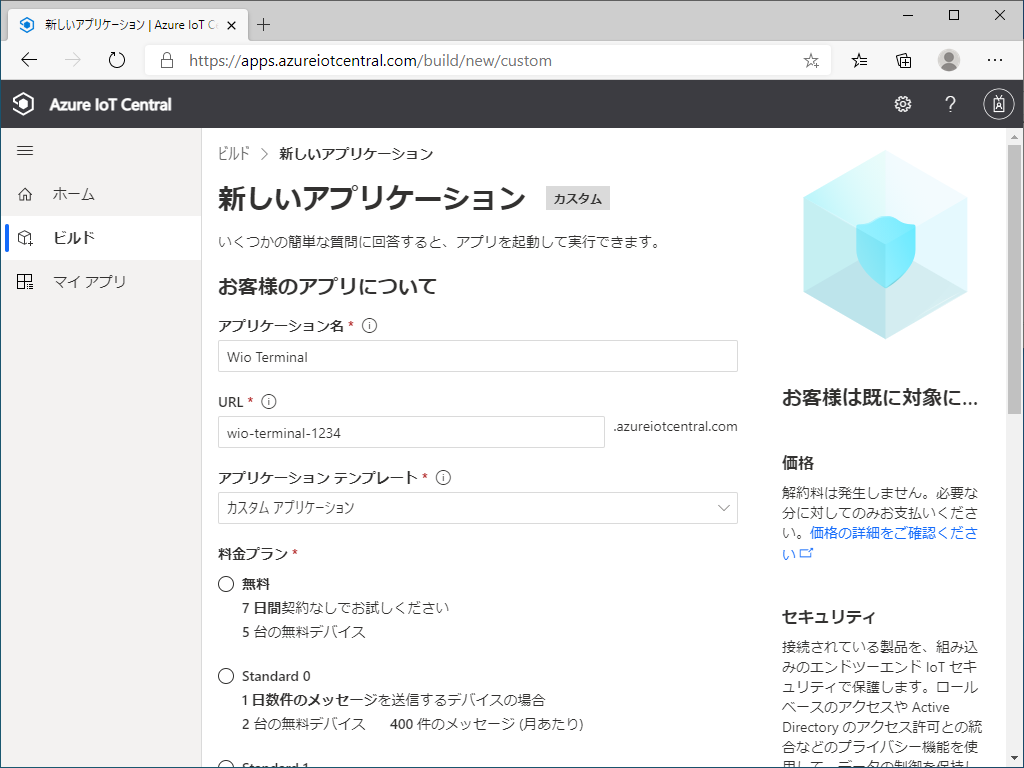 新しいアプリケーション | Azure IoT C
https://apps.azureiotcentral.com/build/new/custom
Azure IoT Central
?
ホーム
ビルド
マイ アプリ
ビルド > 新しいアプリケーション
新しいアプリケーション カスタム
いくつかの簡単な質問に回答すると、アプリを起動して実行できます。
お客様のアプリについて
アプリケーション名 *
Wio Terminal
URL *
wio-terminal-1234 .azureiotcentral.com
アプリケーション テンプレート *
カスタム アプリケーション
料金プラン *
無料
7 日間契約なしでお試しください
5 台の無料デバイス
Standard 0
1 日数件のメッセージを送信するデバイスの場合
2 台の無料デバイス 400 件のメッセージ (月あたり)
Standard 1
お客様は既に対象に...
価格
解約料は発生しません。必要な
分に対してのみお支払いくださ
い。価格の詳細をご確認くださ
い
セキュリティ
接続されている製品を、組み込
みのエンドツーエンド IoT セキ
ュリティで保護します。ロール
ベースのアクセスや Active
Directory のアクセス許可との統
合などのプライバシー機能を使
用して、データの制御を保持し